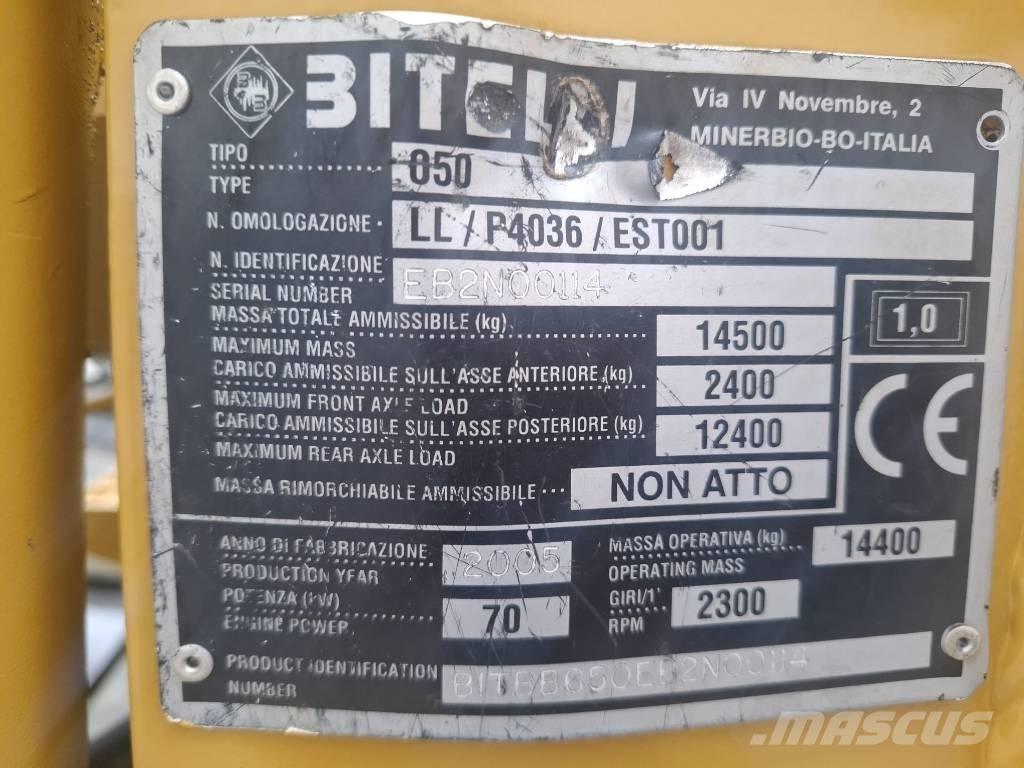 BITELLI
Via IV Novembre, 2
MINERBIO-BO-ITALIA
TIPO
TYPE
N. OMOLOGAZIONE
LL / P4036 / EST001
N. IDENTIFICAZIONE
SERIAL NUMBER
EB2N00114
MASSA TOTALE AMMISSIBILE (kg)
MAXIMUM MASS
14500
1,0
CARICO AMMISSIBILE SULL'ASSE ANTERIORE (kg)
MAXIMUM FRONT AXLE LOAD
2400
CARICO AMMISSIBILE SULL'ASSE POSTERIORE (kg)
MAXIMUM REAR AXLE LOAD
12400
CE
MASSA RIMORCHIABILE AMMISSIBILE
NON ATTO
ANNO DI FABBRICAZIONE
PRODUCTION YEAR
2005
MASSA OPERATIVA (kg)
OPERATING MASS
14400
POTENZA (KW)
ENGINE POWER
70
GIRI/1'
RPM
2300
PRODUCT IDENTIFICATION
NUMBER
MASCUS